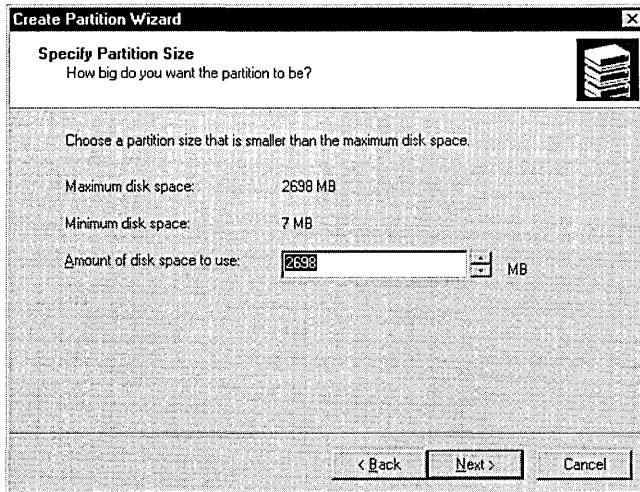 Create Partition Wizard
Specify Partition Size
How big do you want the partition to be?
Choose a partition size that is smaller than the maximum disk space.
Maximum disk space: 2698 MB
Minimum disk space: 7 MB
Amount of disk space to use: 2698 MB
< Back Next > Cancel